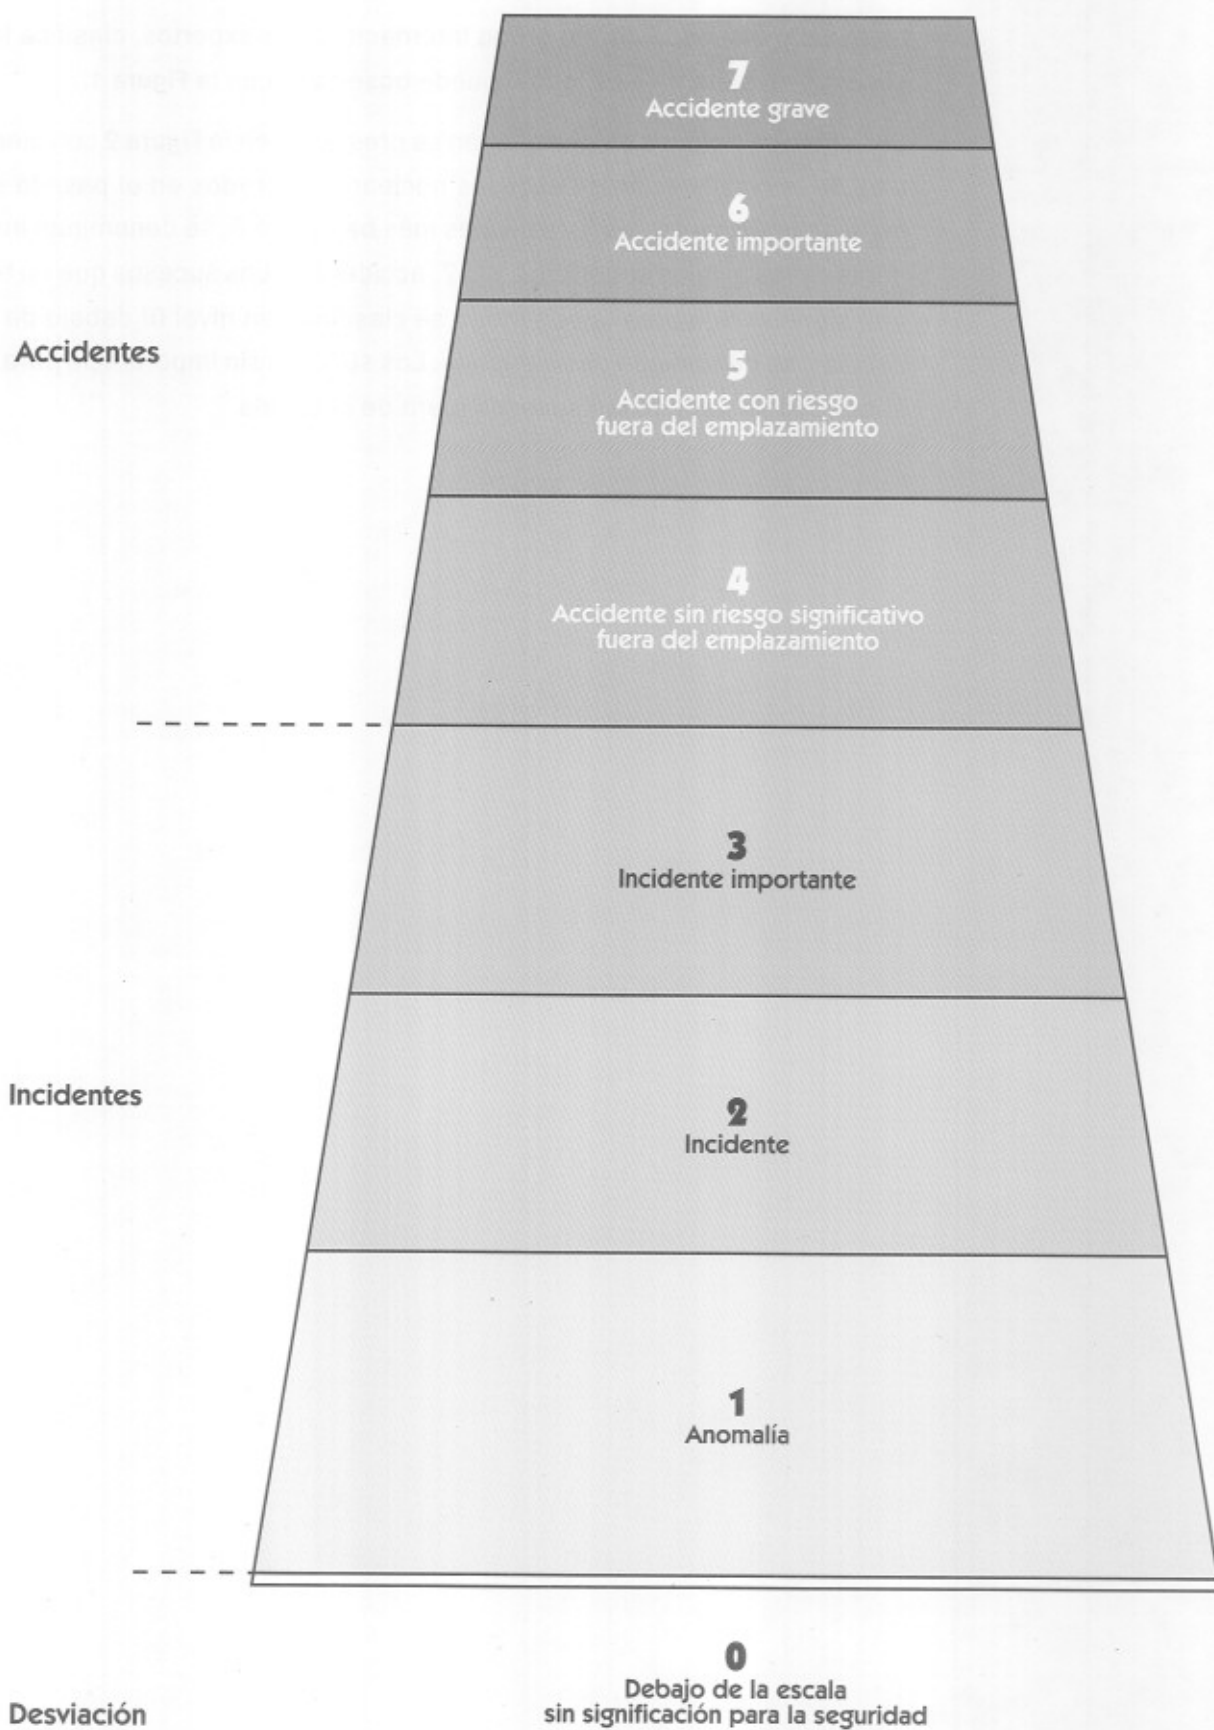 7
Accidente grave
6
Accidente importante
Accidentes
5
Accidente con riesgo
fuera del emplazamiento
4
Accidente sin riesgo significativo
fuera del emplazamiento
3
Incidente importante
Incidentes
2
Incidente
1
Anomalía
0
Debajo de la escala
sin significación para la seguridad
Desviación